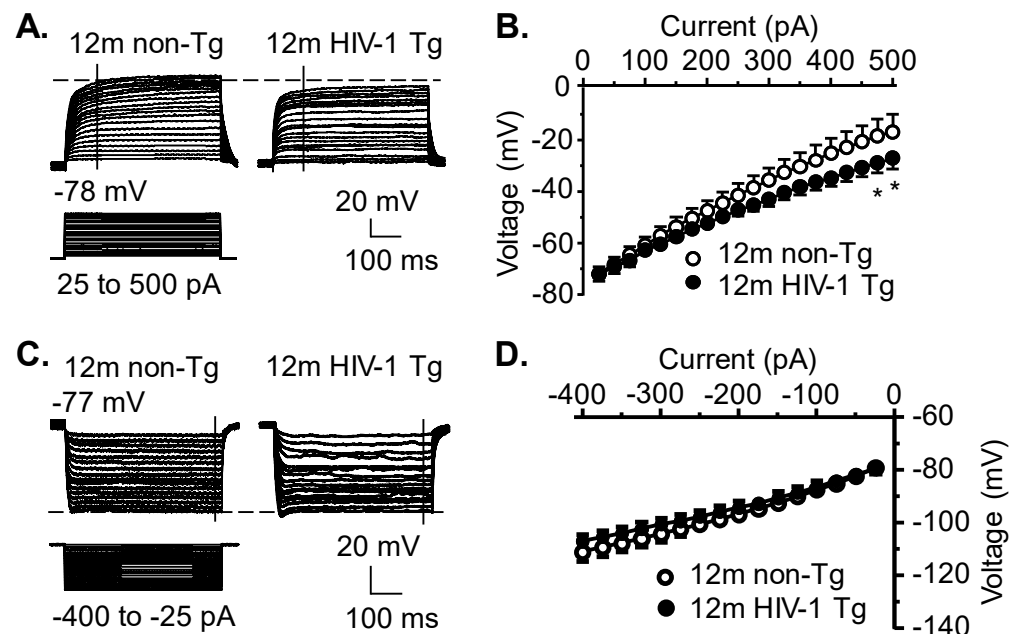 A.
12m non-Tg 12m HIV-1 Tg
-78 mV
20 mV
100 ms
25 to 500 pA
B.
Current (pA)
0 100 200 300 400 500
0
-20
-40
-60
-80
Voltage (mV)
* *
12m non-Tg
12m HIV-1 Tg
C.
12m non-Tg 12m HIV-1 Tg
-77 mV
20 mV
100 ms
-400 to -25 pA
D.
Current (pA)
-400 -300 -200 -100 0
-60
-80
-100
-120
-140
Voltage (mV)
12m non-Tg
12m HIV-1 Tg